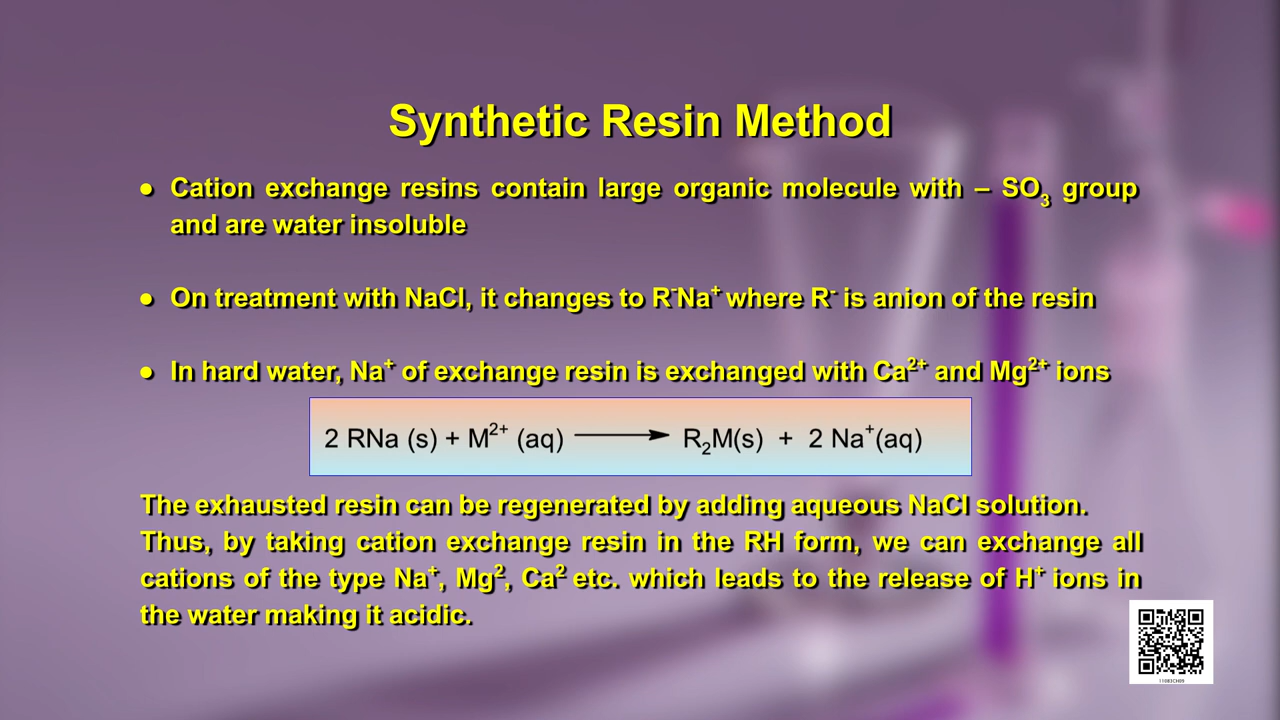 Synthetic Resin Method
• Cation exchange resins contain large organic molecule with – SO₃ group
and are water insoluble
• On treatment with NaCl, it changes to R⁻Na⁺ where R⁻ is anion of the resin
• In hard water, Na⁺ of exchange resin is exchanged with Ca²⁺ and Mg²⁺ ions
2 RNa (s) + M²⁺ (aq) ⟶ R₂M(s) + 2 Na⁺(aq)
The exhausted resin can be regenerated by adding aqueous NaCl solution.
Thus, by taking cation exchange resin in the RH form, we can exchange all
cations of the type Na⁺, Mg², Ca² etc. which leads to the release of H⁺ ions in
the water making it acidic.
11083CH09